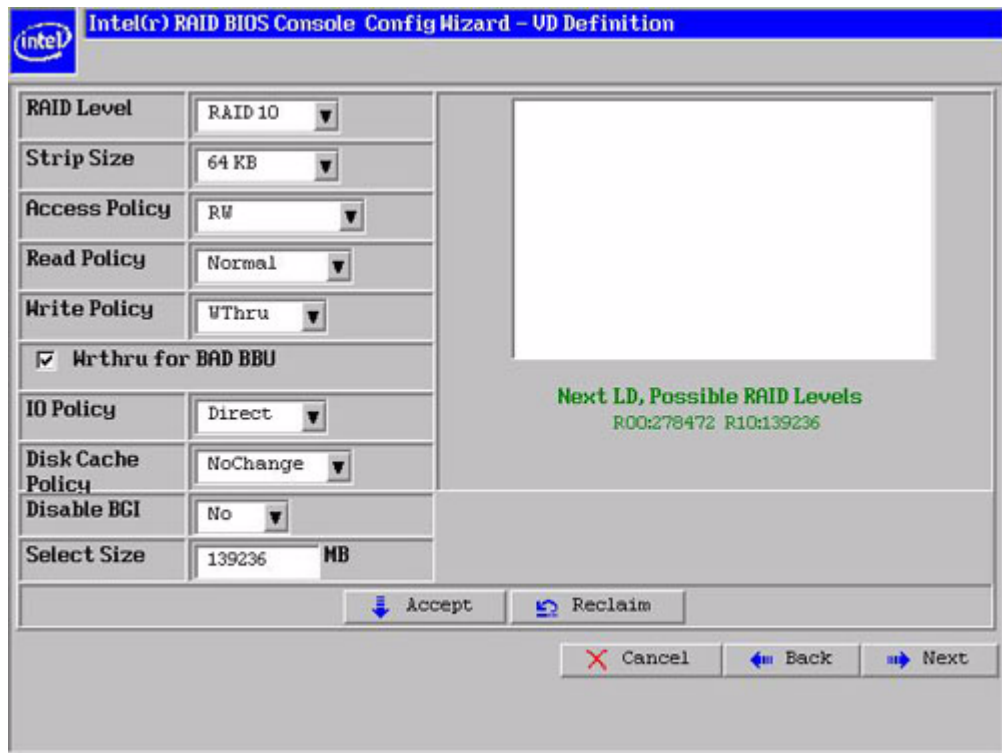 intel
Intel(r) RAID BIOS Console Config Wizard – VD Definition
RAID Level
RAID 10
Strip Size
64 KB
Access Policy
RW
Read Policy
Normal
Write Policy
WThru
Wrthru for BAD BBU
IO Policy
Direct
Disk Cache
Policy
NoChange
Disable BGI
No
Select Size
139236
MB
Next LD, Possible RAID Levels
R00:278472 R10:139236
Accept
Reclaim
Cancel
Back
Next